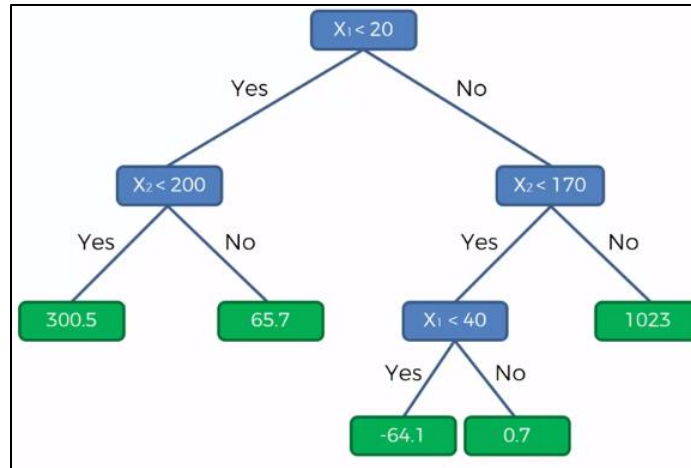 X₁ < 20
Yes
No
X₂ < 200
X₂ < 170
Yes
No
Yes
No
300.5
65.7
X₁ < 40
1023
Yes
No
-64.1
0.7